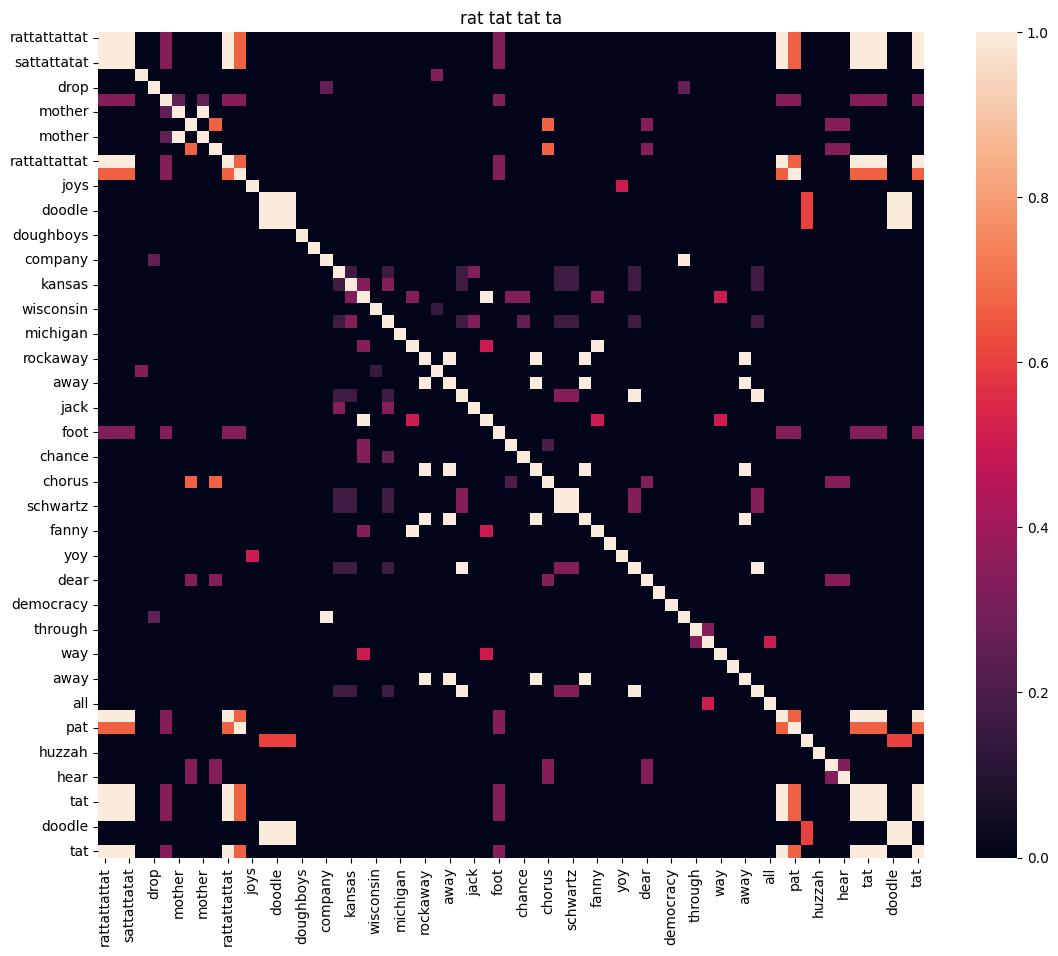 rat tat tat ta
rattattattat
sattattatat
drop
mother
mother
rattattattat
joys
doodle
doughboys
company
kansas
wisconsin
michigan
rockaway
away
jack
foot
chance
chorus
schwartz
fanny
yoy
dear
democracy
through
way
away
all
pat
huzzah
hear
tat
doodle
tat
rattattattat
sattattatat
drop
mother
mother
rattattattat
joys
doodle
doughboys
company
kansas
wisconsin
michigan
rockaway
away
jack
foot
chance
chorus
schwartz
fanny
yoy
dear
democracy
through
way
away
all
pat
huzzah
hear
tat
doodle
tat
1.0
0.8
0.6
0.4
0.2
0.0